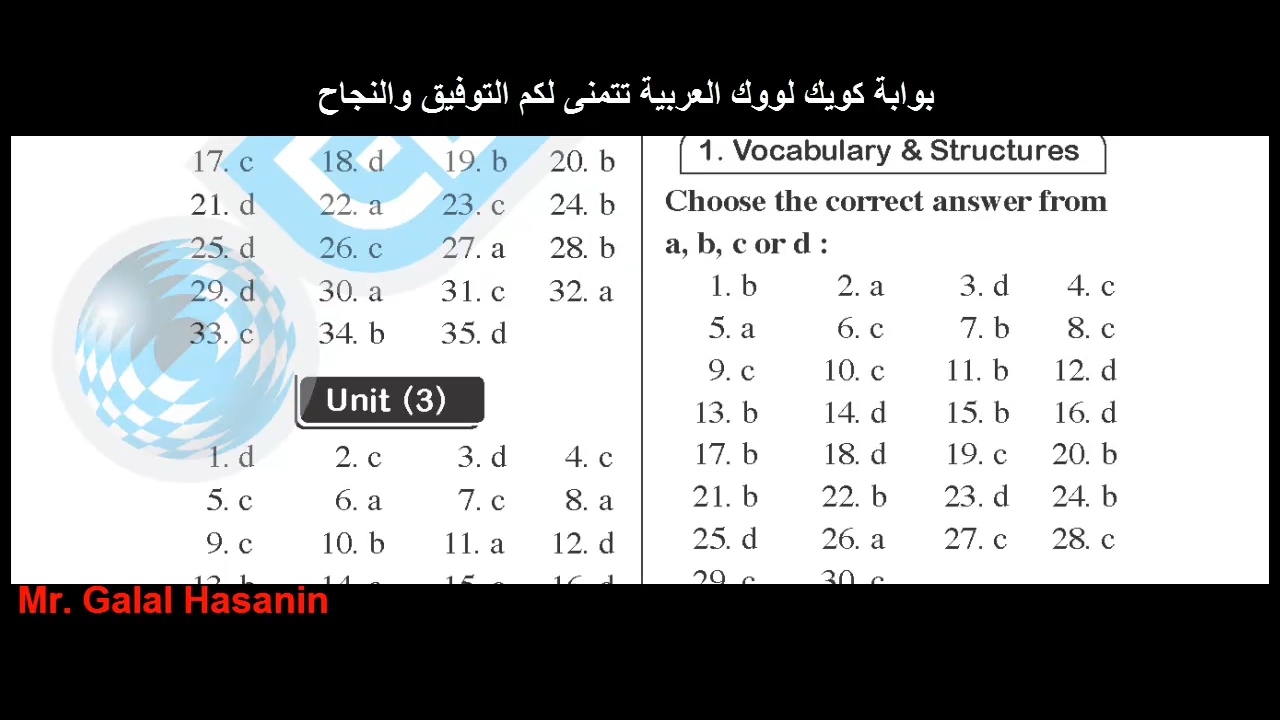 بوابة كويك لووك العربية تتمنى لكم التوفيق والنجاح
17. c 18. d 19. b 20. b
21. d 22. a 23. c 24. b
25. d 26. c 27. a 28. b
29. d 30. a 31. c 32. a
33. c 34. b 35. d
Unit (3)
1. d 2. c 3. d 4. c
5. c 6. a 7. c 8. a
9. c 10. b 11. a 12. d
1. Vocabulary & Structures
Choose the correct answer from
a, b, c or d :
1. b 2. a 3. d 4. c
5. a 6. c 7. b 8. c
9. c 10. c 11. b 12. d
13. b 14. d 15. b 16. d
17. b 18. d 19. c 20. b
21. b 22. b 23. d 24. b
25. d 26. a 27. c 28. c
29. c 30. c
Mr. Galal Hasanin